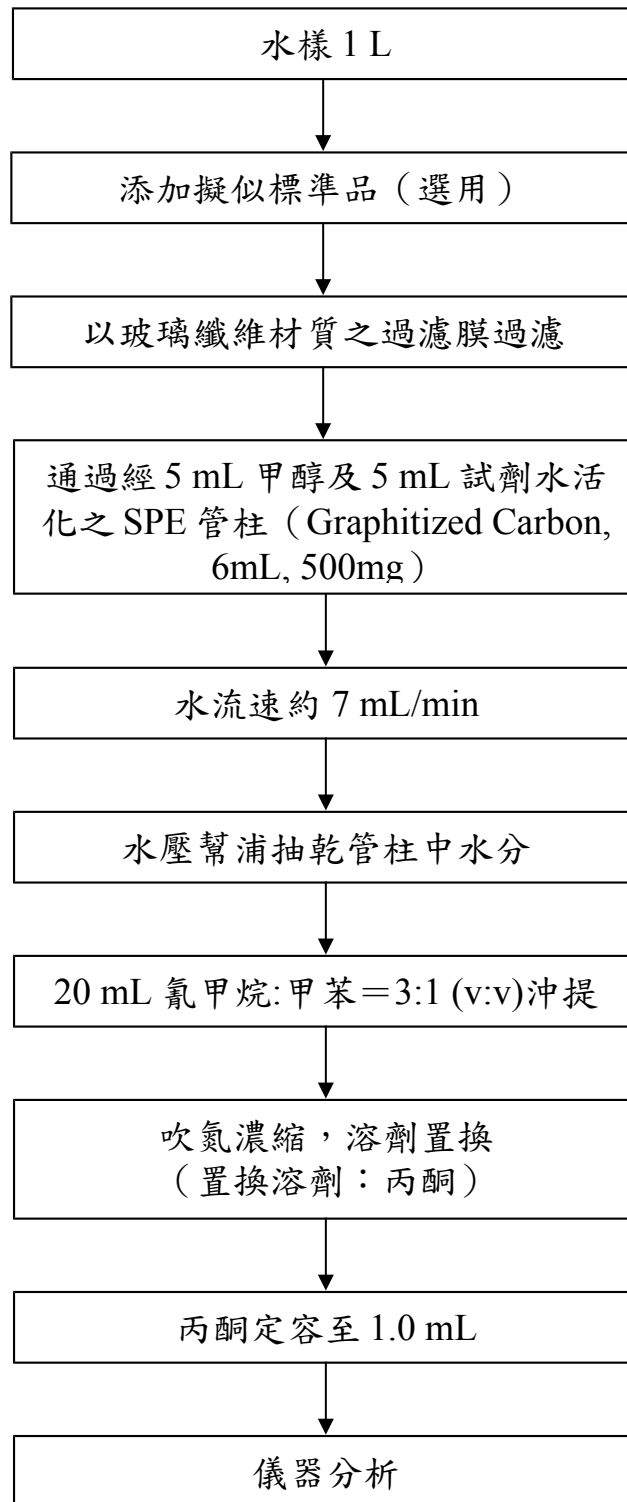 水樣 1 L
添加擬似標準品（選用）
以玻璃纖維材質之過濾膜過濾
通過經 5 mL 甲醇及 5 mL 試劑水活
化之 SPE 管柱（Graphitized Carbon,
6mL, 500mg）
水流速約 7 mL/min
水壓幫浦抽乾管柱中水分
20 mL 氰甲烷:甲苯＝3:1 (v:v)沖提
吹氮濃縮，溶劑置換
（置換溶劑：丙酮）
丙酮定容至 1.0 mL
儀器分析